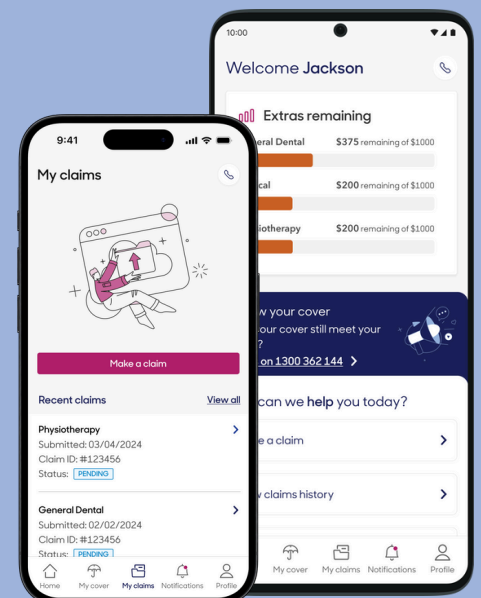 9:41
My claims
Make a claim
Recent claims View all
Physiotherapy
Submitted: 03/04/2024
Claim ID: #123456
Status: PENDING
General Dental
Submitted: 02/02/2024
Claim ID: #123456
Status: PENDING
Home My cover My claims Notifications Profile
10:00
Welcome Jackson
Extras remaining
eral Dental $375 remaining of $1000
cal $200 remaining of $1000
iotherapy $200 remaining of $1000
w your cover
our cover still meet your
?
on 1300 362 144
can we help you today?
e a claim
claims history
My cover My claims Notifications Profile